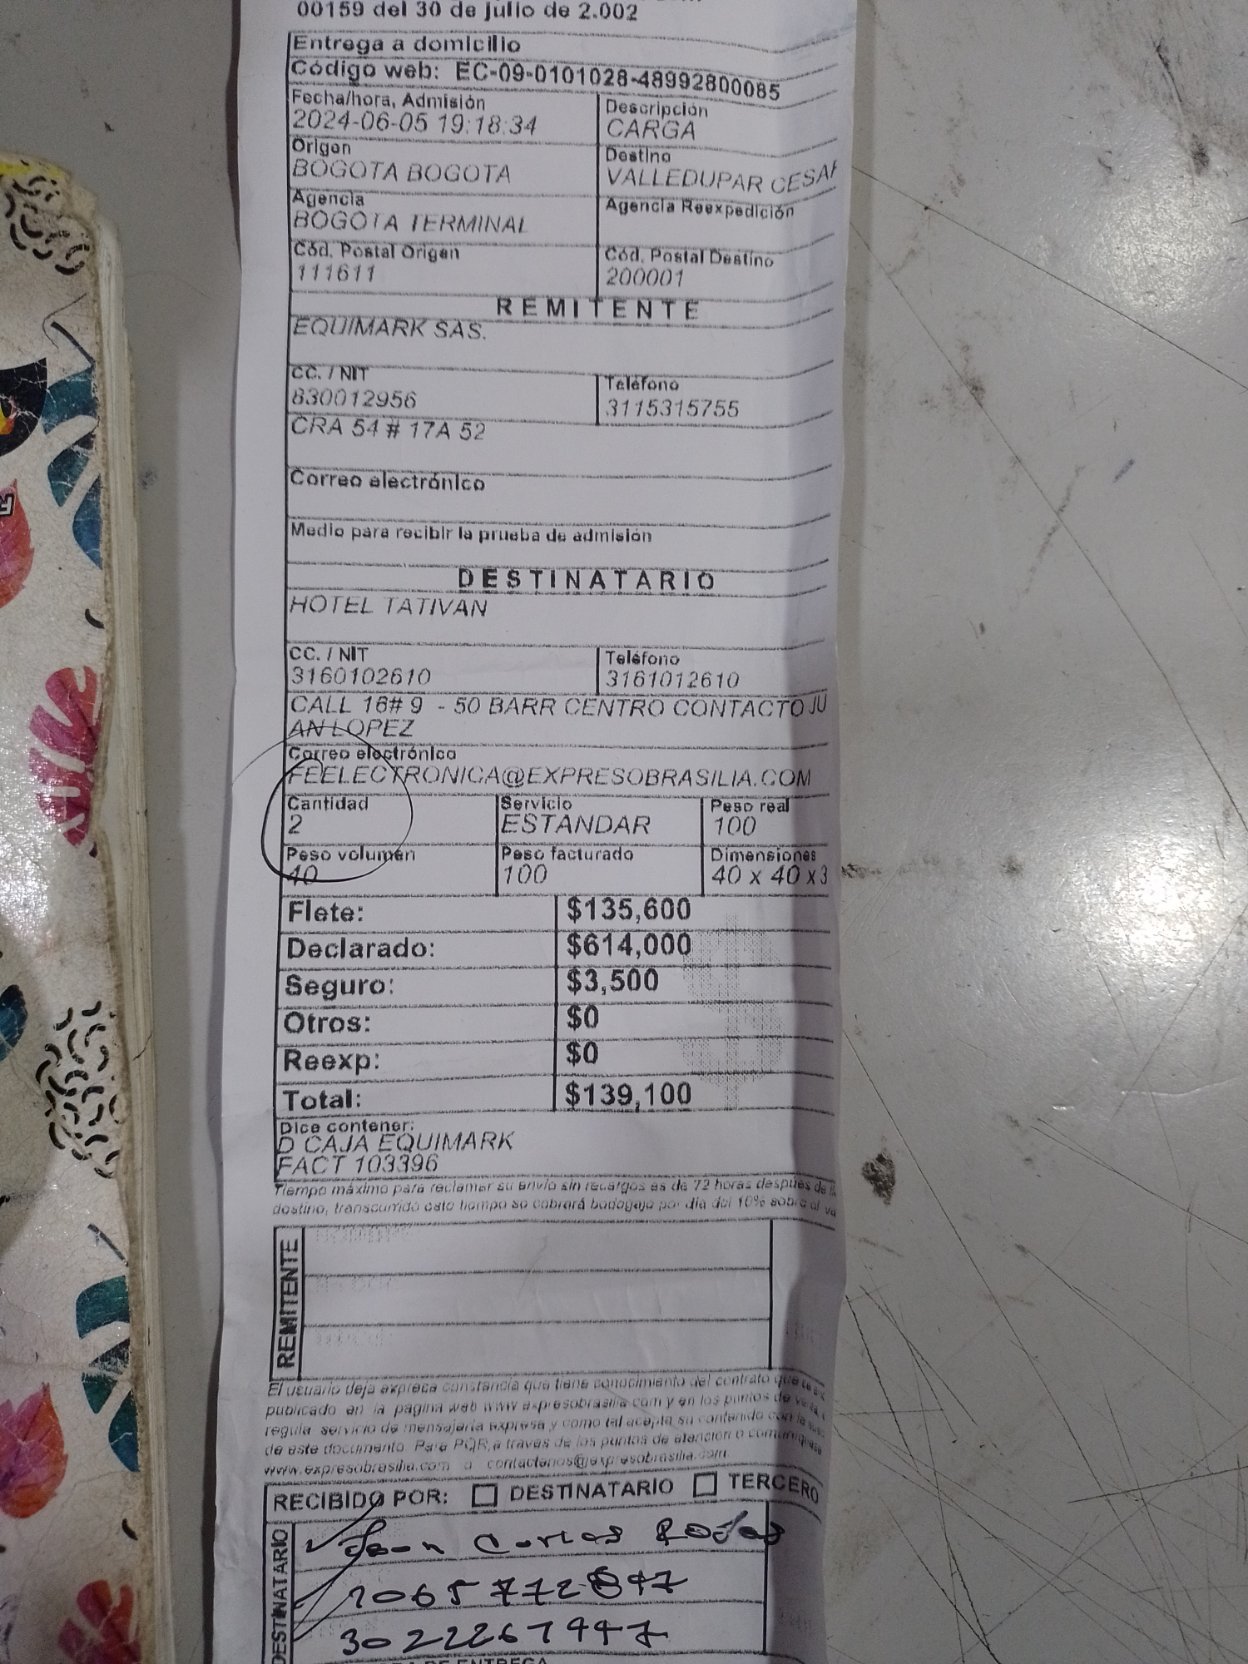 00159 del 30 de julio de 2.002
Entrega a domicilio
Código web: EC-09-0101028-48992800085
Fecha/hora, Admisión Descripción
2024-06-05 19:18:34 CARGA
Origen Destino
BOGOTA BOGOTA VALLEDUPAR CESAR
Agencia Agencia Reexpedición
BOGOTA TERMINAL
Cód. Postal Origen Cód. Postal Destino
111611 200001
REMITENTE
EQUIMARK SAS.
CC. / NIT Teléfono
830012956 3115315755
CRA 54 # 17A 52
Correo electrónico
Medio para recibir la prueba de admisión
DESTINATARIO
HOTEL TATIVAN
CC. / NIT Teléfono
3160102610 3161012610
CALL 16# 9 - 50 BARR CENTRO CONTACTO JU
AN LOPEZ
Correo electrónico
FEELECTRONICA@EXPRESOBRASILIA.COM
Cantidad Servicio Peso real
2 ESTANDAR 100
Peso volumen Peso facturado Dimensiones
40 100 40 x 40 x 3
Flete: $135,600
Declarado: $614,000
Seguro: $3,500
Otros: $0
Reexp: $0
Total: $139,100
Dice contener:
D CAJA EQUIMARK
FACT 103396
Tiempo máximo para reclamar su envío sin recargos es de 72 horas después de
destino, transcurrido este tiempo se cobrará bodegaje por día del 10% sobre el
REMITENTE
El usuario deja expresa constancia que tiene conocimiento del contrato que se
publicado en la página web www.expresobrasilia.com y en los puntos de
regula servicio de mensajería expresa y como tal acepta su contenido con la
de este documento. Para PQR a través de los puntos de atención o comuníquese
www.expresobrasilia.com o contactenos@expresobrasilia.com
RECIBIDO POR: DESTINATARIO TERCERO
DESTINATARIO
Jean Carlos Rojas
1065772847
3022267447
DE ENTREGA